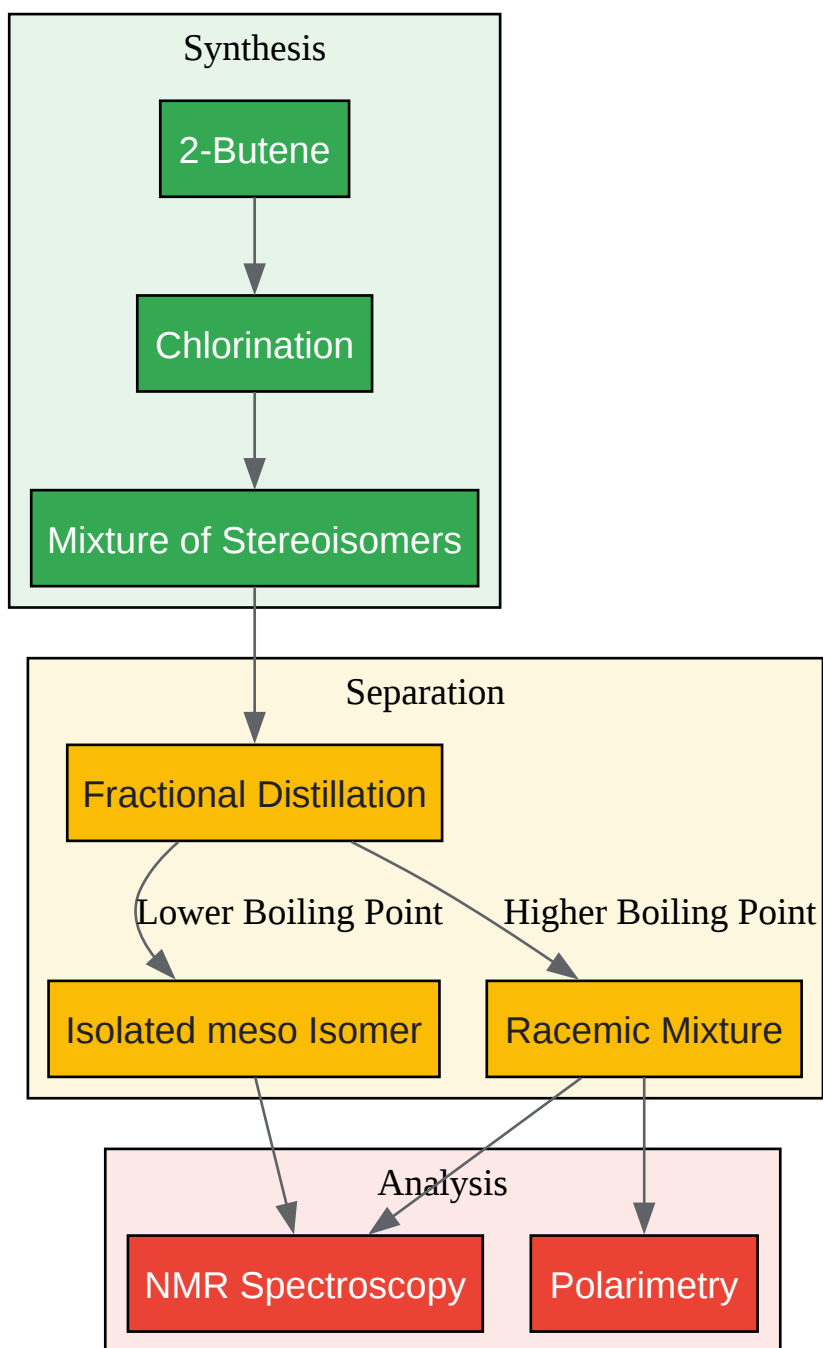 Synthesis
2-Butene
Chlorination
Mixture of Stereoisomers
Separation
Fractional Distillation
Lower Boiling Point
Higher Boiling Point
Isolated meso Isomer
Racemic Mixture
Analysis
NMR Spectroscopy
Polarimetry